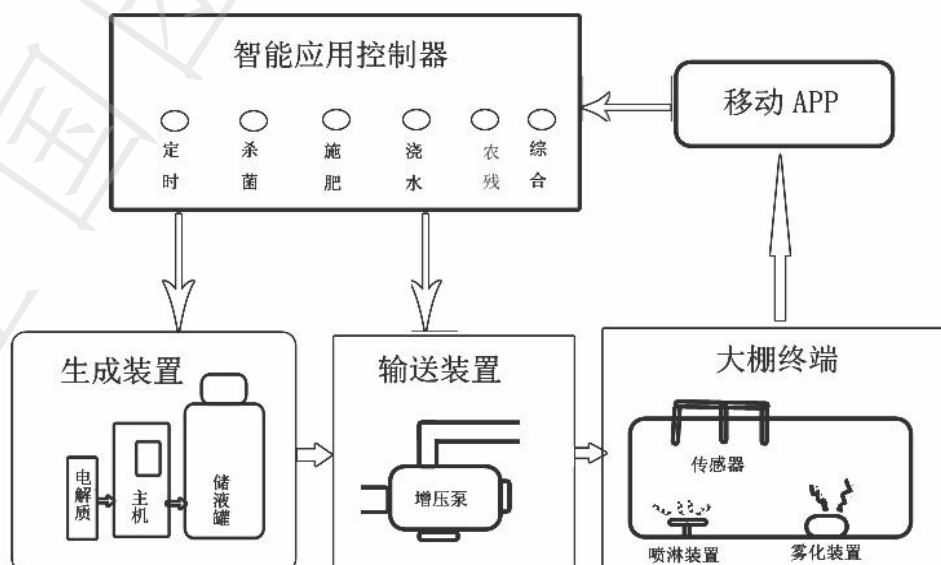 智能应用控制器
移动 APP
定时
杀菌
施肥
浇水
农残
综合
生成装置
输送装置
大棚终端
电解质
主机
储液罐
增压泵
传感器
喷淋装置
雾化装置